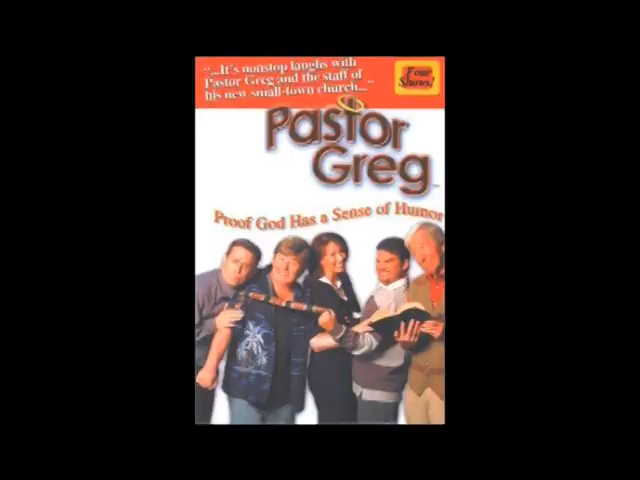 "...It's nonstop laughs with
Pastor Greg and the staff of
his new small-town church..."
Four
Shows!
Pastor
Greg
Proof God Has a Sense of Humor